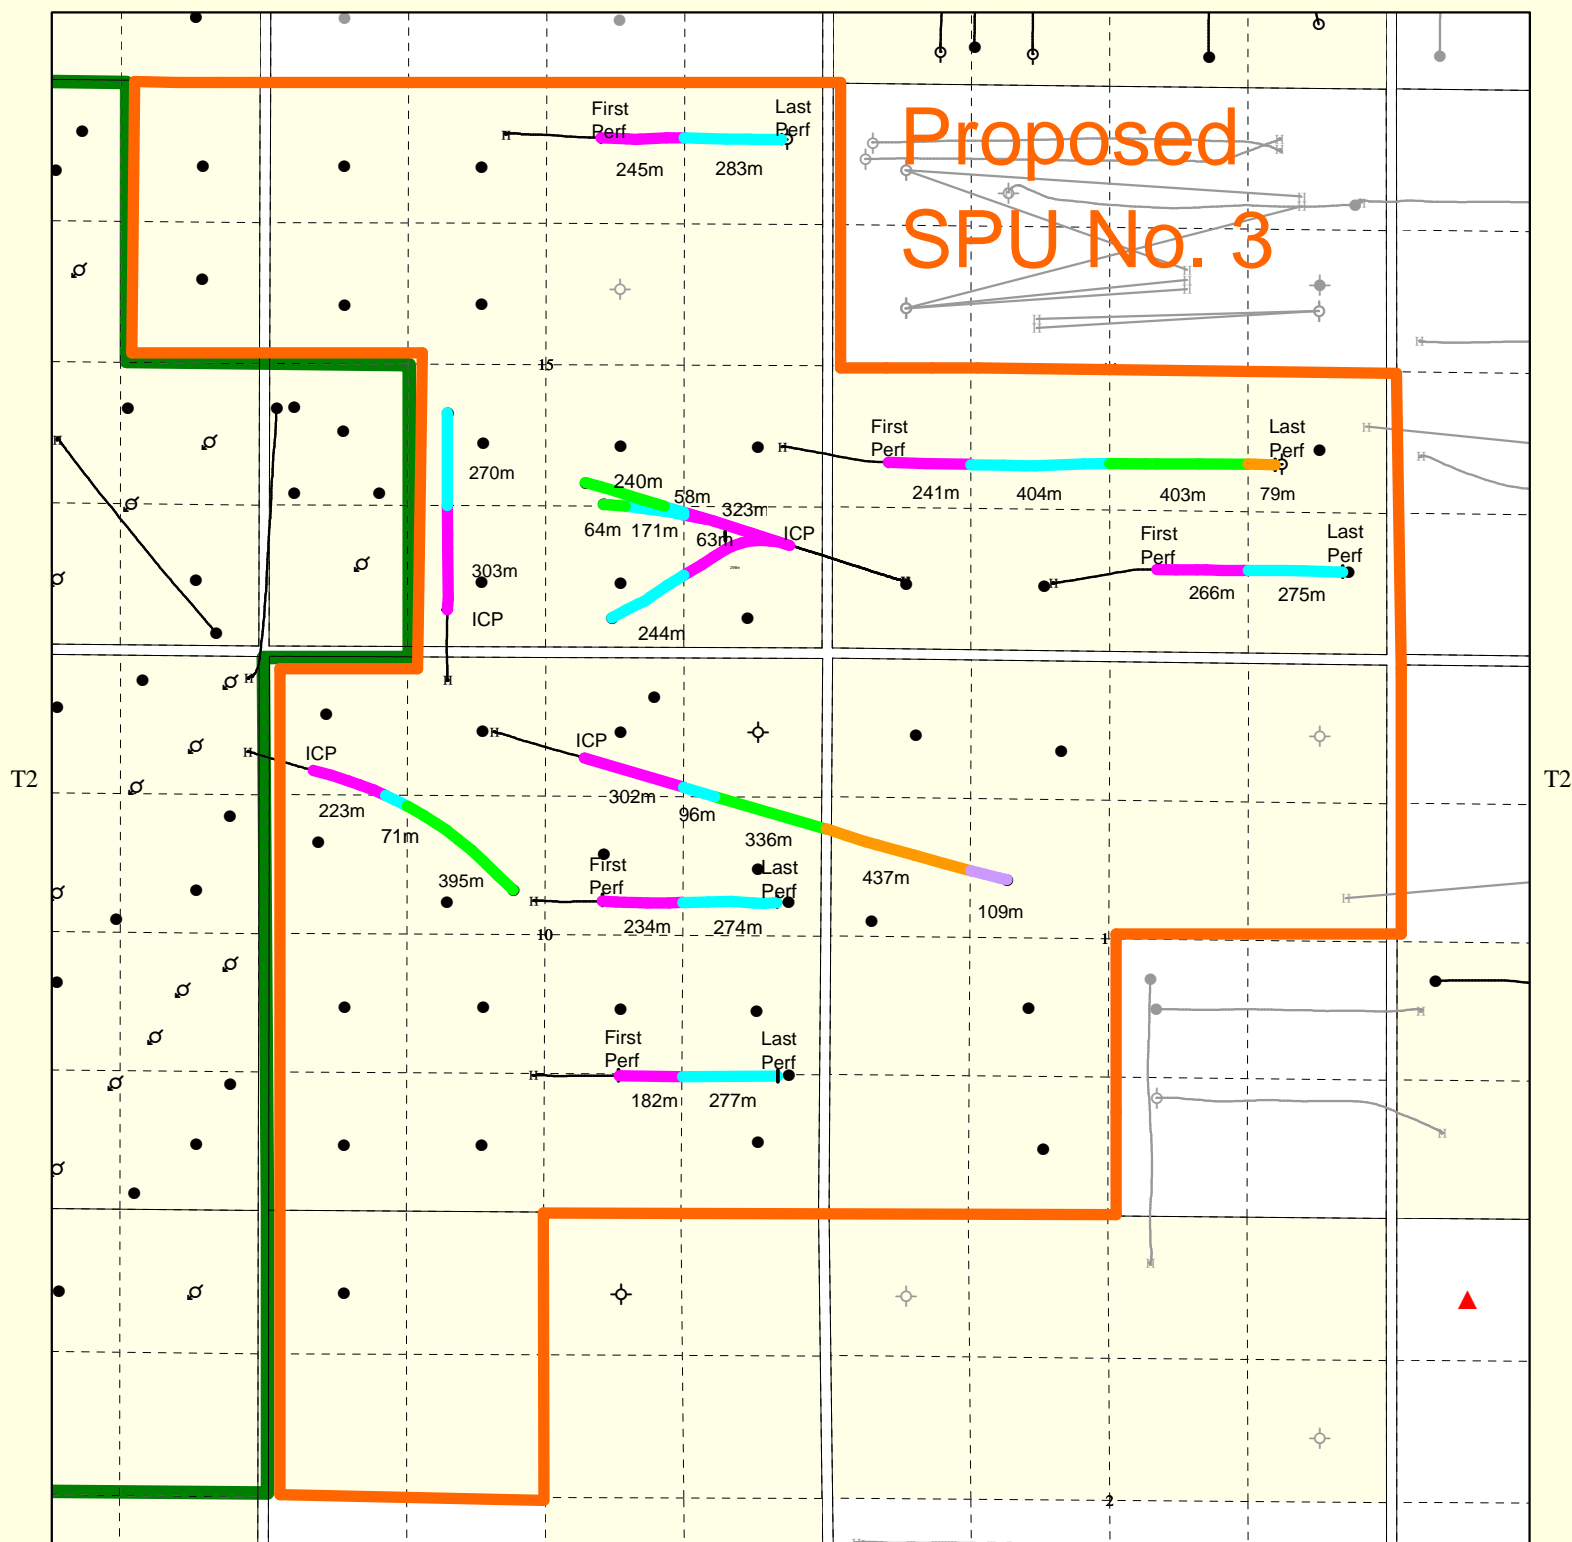 First
Perf
Last
Perf
Proposed
SPU No. 3
245m
283m
15
First
Perf
Last
Perf
270m
240m
58m
323m
241m
404m
403m
79m
64m
171m
63m
ICP
First
Perf
Last
Perf
303m
266m
275m
ICP
244m
ICP
ICP
T2
T2
302m
223m
96m
71m
336m
First
Perf
Last
Perf
437m
395m
109m
234m
274m
10
First
Perf
Last
Perf
182m
277m
2